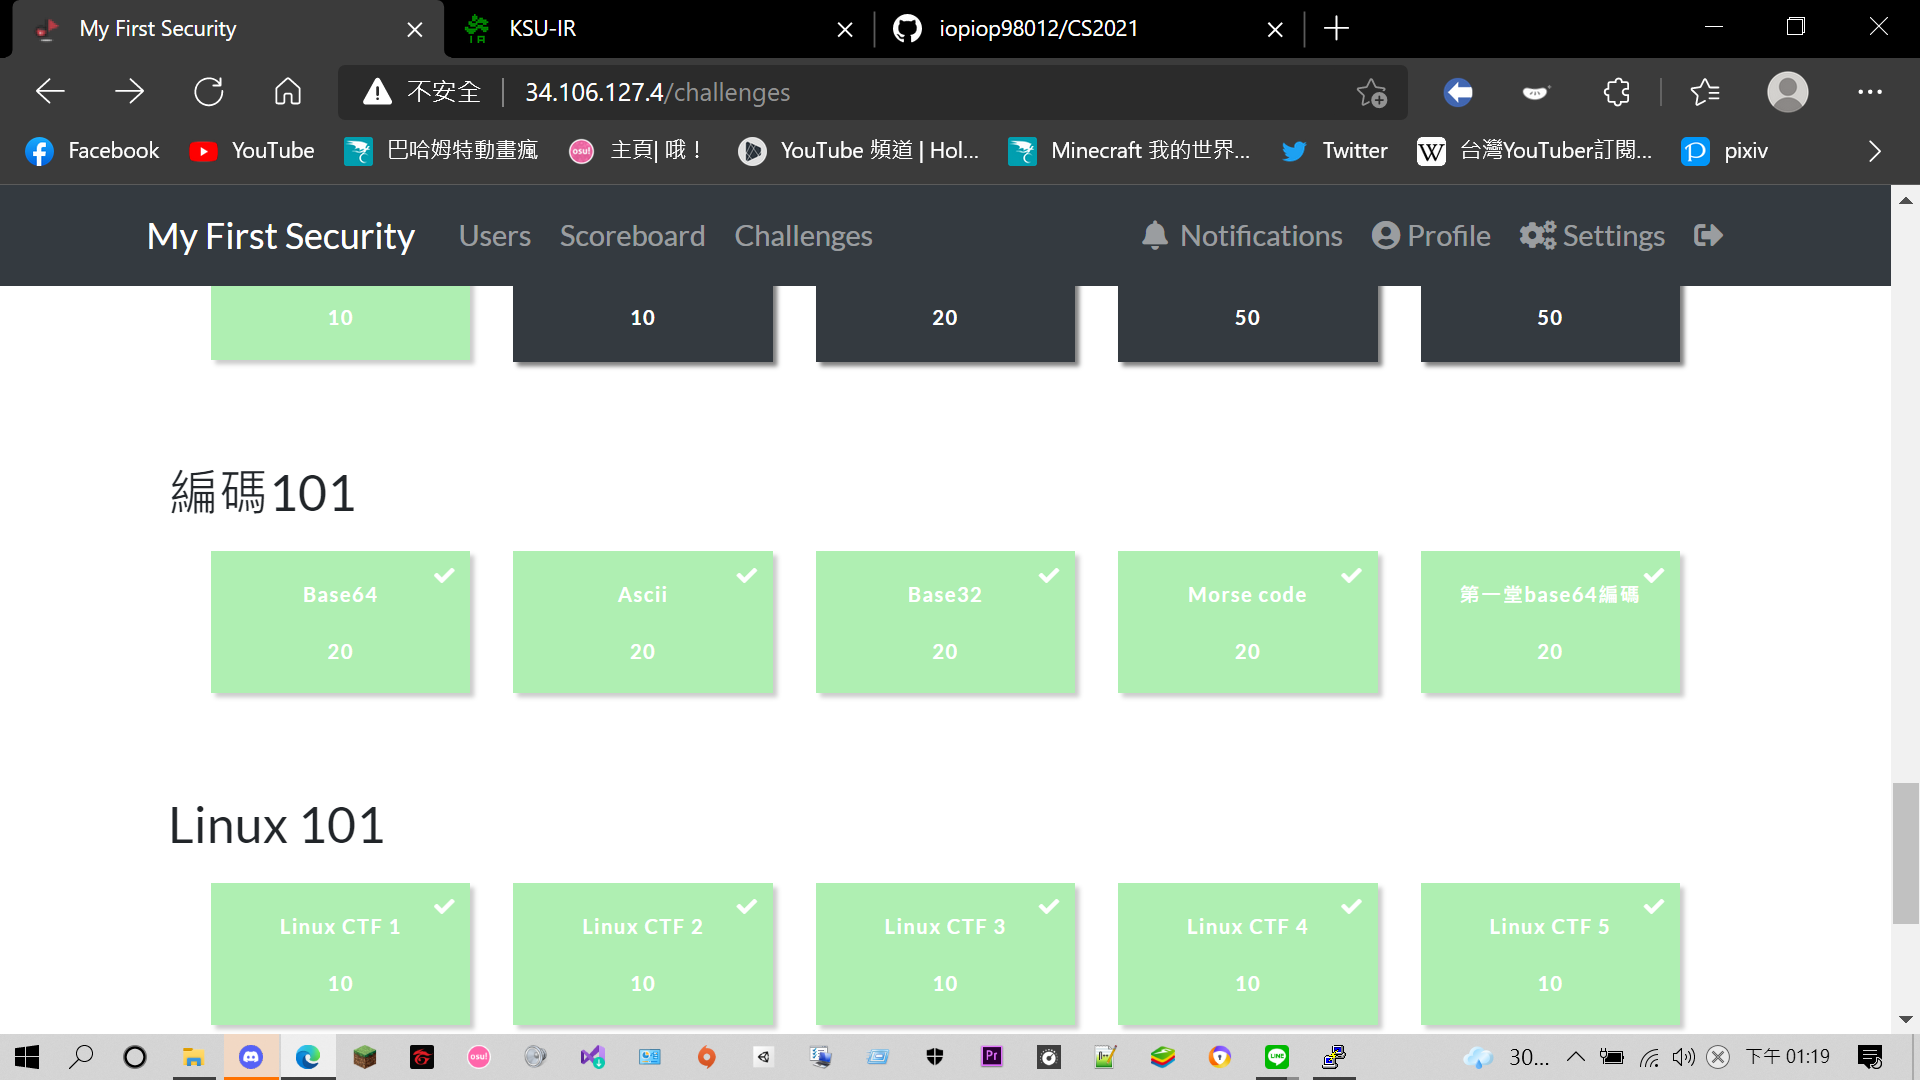 My First Security
KSU-IR
iopiop98012/CS2021
不安全
34.106.127.4/challenges
Facebook
YouTube
巴哈姆特動畫瘋
主頁| 哦！
YouTube 頻道 | Hol...
Minecraft 我的世界...
Twitter
台灣YouTuber訂閱...
pixiv
My First Security
Users
Scoreboard
Challenges
Notifications
Profile
Settings
10
10
20
50
50
編碼101
Base64
Ascii
Base32
Morse code
第一堂base64編碼
20
20
20
20
20
Linux 101
Linux CTF 1
Linux CTF 2
Linux CTF 3
Linux CTF 4
Linux CTF 5
10
10
10
10
10
osu!
Pr
LINE
30...
下午 01:19